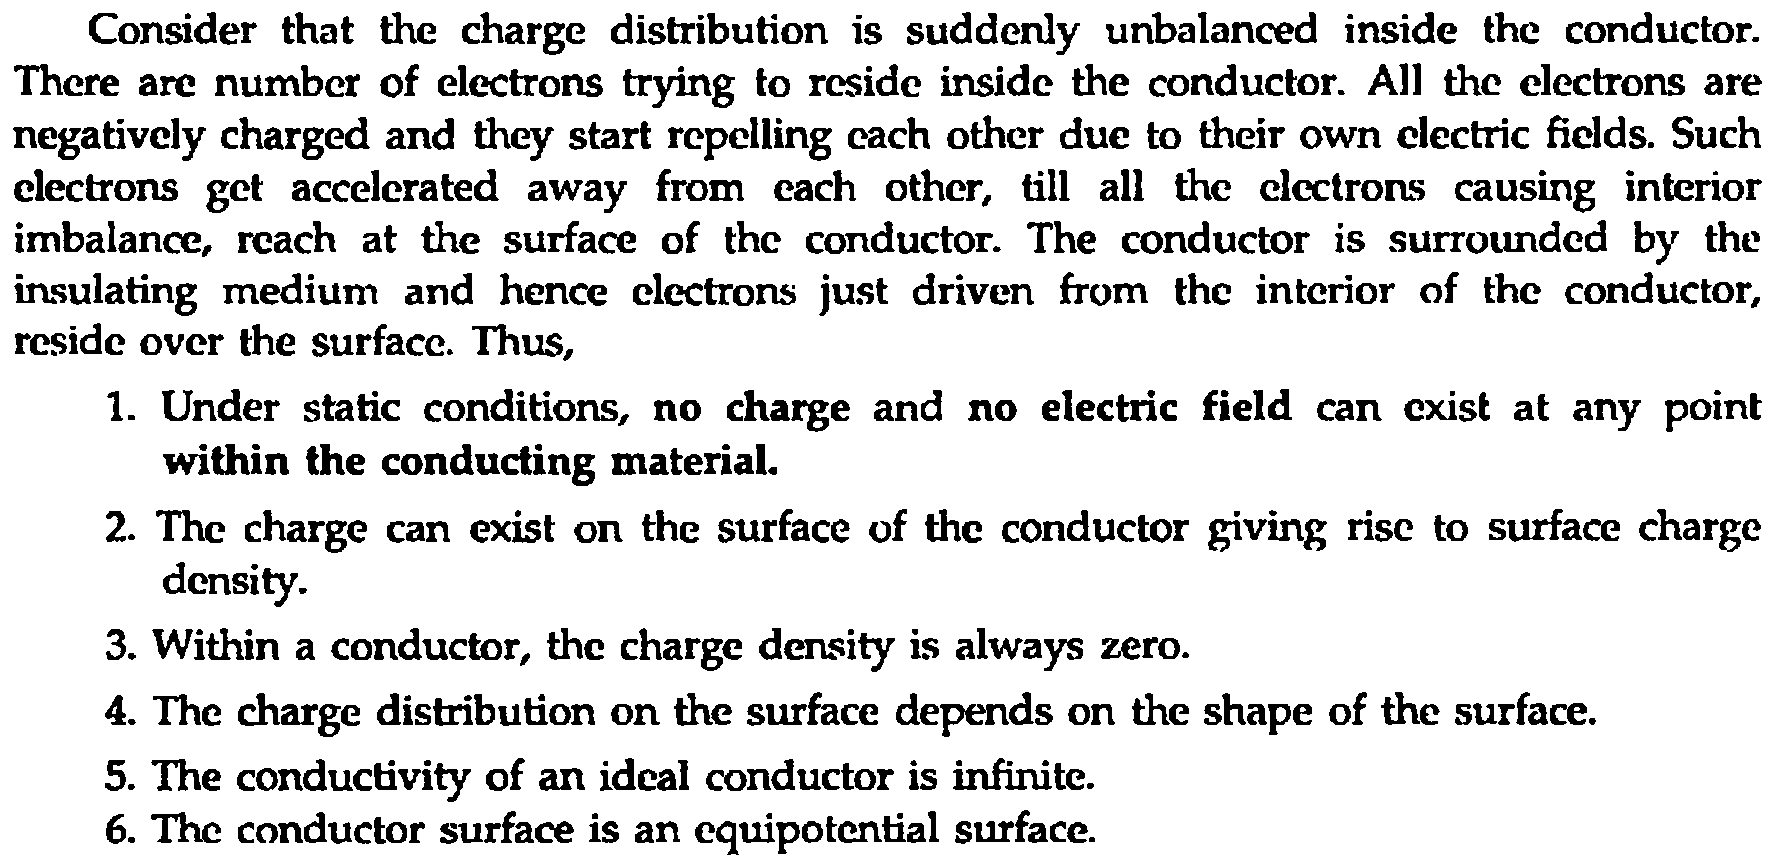 Consider that the charge distribution is suddenly unbalanced inside the conductor.
There are number of electrons trying to reside inside the conductor. All the electrons are
negatively charged and they start repelling each other due to their own electric fields. Such
electrons get accelerated away from each other, till all the electrons causing interior
imbalance, reach at the surface of the conductor. The conductor is surrounded by the
insulating medium and hence electrons just driven from the interior of the conductor,
reside over the surface. Thus,
1. Under static conditions, no charge and no electric field can exist at any point
within the conducting material.
2. The charge can exist on the surface of the conductor giving rise to surface charge
density.
3. Within a conductor, the charge density is always zero.
4. The charge distribution on the surface depends on the shape of the surface.
5. The conductivity of an ideal conductor is infinite.
6. The conductor surface is an equipotential surface.